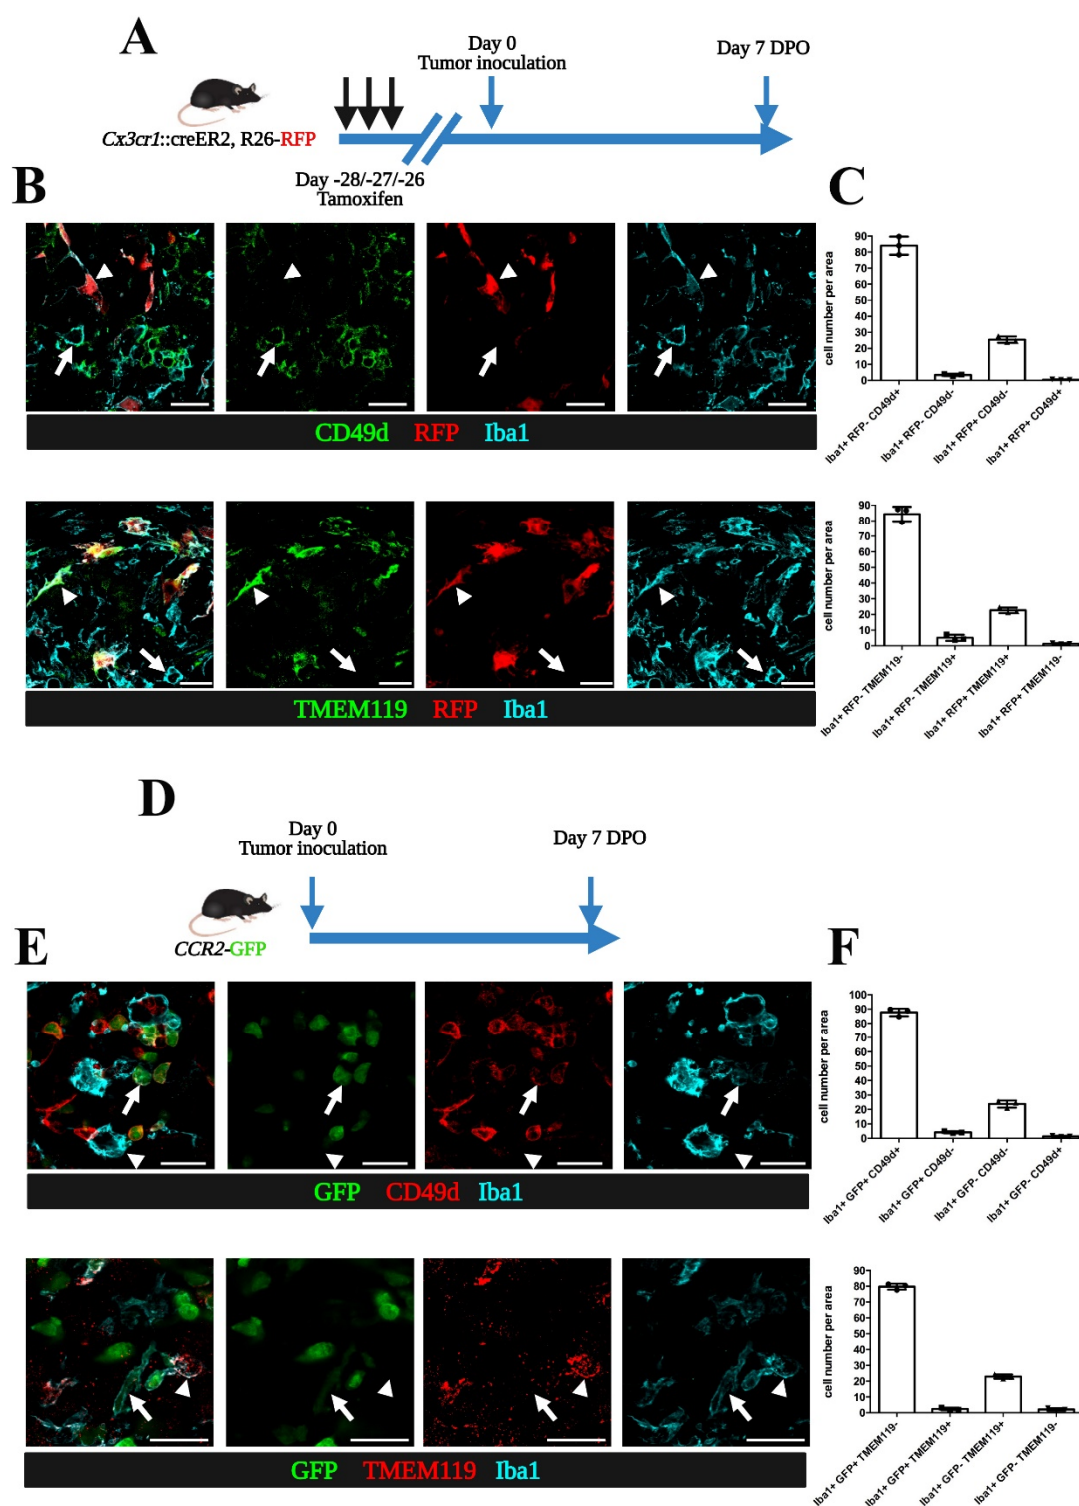 A
Day 0
Tumor inoculation
Day 7 DPO
Cx3cr1::creER2, R26-RFP
Day -28/-27/-26
Tamoxifen
B
CD49d RFP Iba1
TMEM119 RFP Iba1
C
cell number per area
90
80
70
60
50
40
30
20
10
0
Iba1+ RFP- CD49d+
Iba1+ RFP- CD49d-
Iba1+ RFP+ CD49d-
Iba1+ RFP+ CD49d+
cell number per area
90
80
70
60
50
40
30
20
10
0
Iba1+ RFP- TMEM119-
Iba1+ RFP- TMEM119+
Iba1+ RFP+ TMEM119+
Iba1+ RFP+ TMEM119-
D
Day 0
Tumor inoculation
Day 7 DPO
CCR2-GFP
E
GFP CD49d Iba1
GFP TMEM119 Iba1
F
cell number per area
100
90
80
70
60
50
40
30
20
10
0
Iba1+ GFP+ CD49d+
Iba1+ GFP+ CD49d-
Iba1+ GFP- CD49d-
Iba1+ GFP- CD49d+
cell number per area
90
80
70
60
50
40
30
20
10
0
Iba1+ GFP+ TMEM119-
Iba1+ GFP+ TMEM119+
Iba1+ GFP- TMEM119+
Iba1+ GFP- TMEM119-